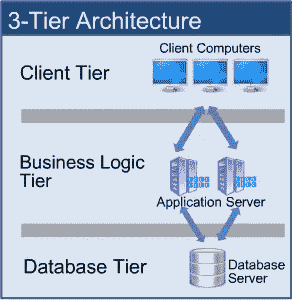 3-Tier Architecture
Client Computers
Client Tier
Business Logic
Tier
Application Server
Database Tier
Database
Server